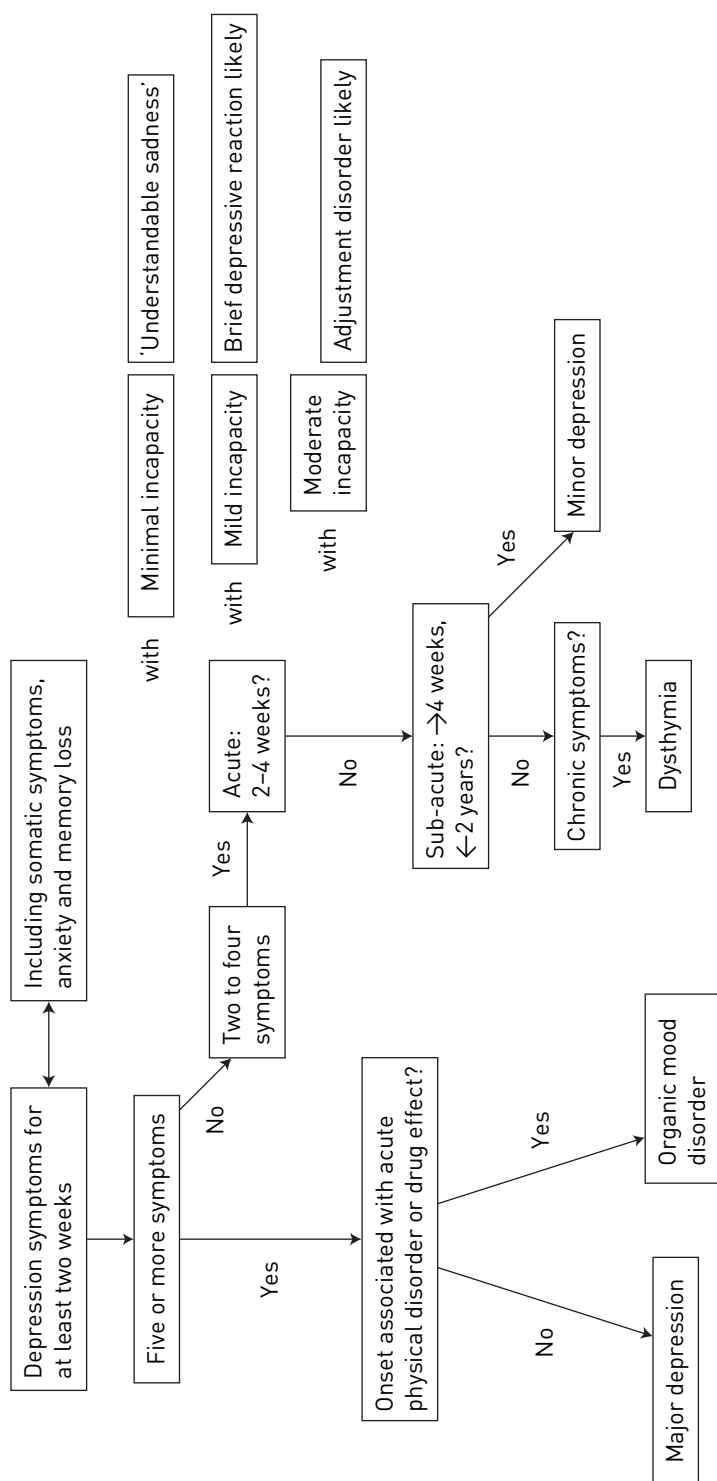 Depression symptoms for
at least two weeks
Including somatic symptoms,
anxiety and memory loss
Five or more symptoms
No
Two to four
symptoms
Yes
Acute:
2–4 weeks?
with
Minimal incapacity
'Understandable sadness'
with
Mild incapacity
Brief depressive reaction likely
with
Moderate
incapacity
Adjustment disorder likely
Yes
No
Onset associated with acute
physical disorder or drug effect?
Sub-acute: →4 weeks,
←2 years?
No
Yes
No
Yes
Chronic symptoms?
Minor depression
Yes
Major depression
Organic mood
disorder
Dysthymia